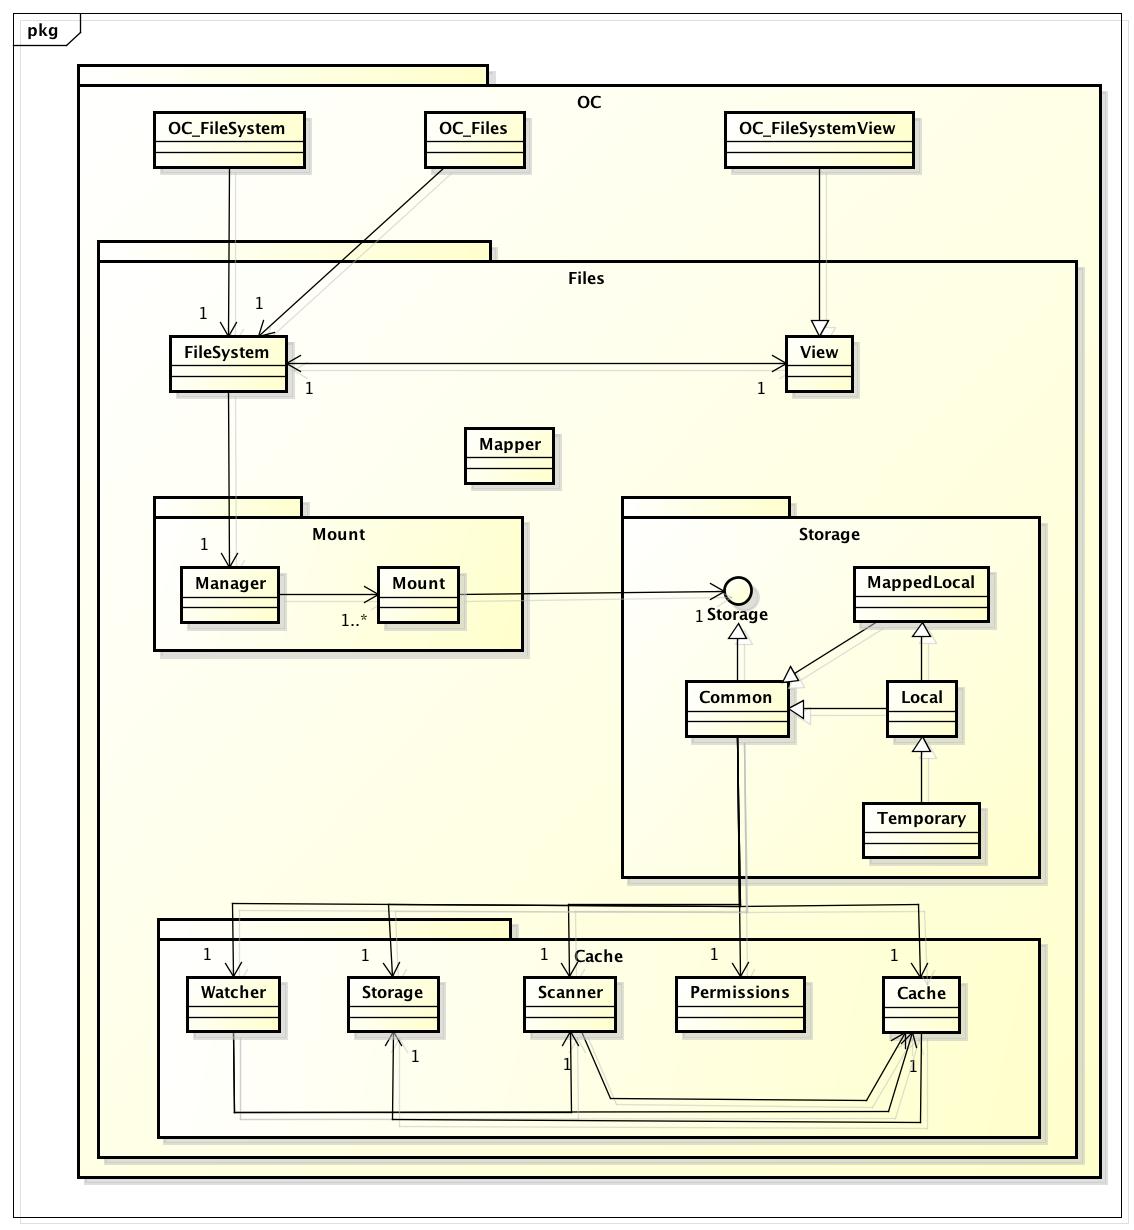 pkg
OC
OC_FileSystem
OC_Files
OC_FileSystemView
Files
1
1
FileSystem
View
1
1
Mapper
Mount
Storage
1
Manager
Mount
1..*
1
Storage
MappedLocal
Common
Local
Temporary
Cache
1
1
1
1
1
Watcher
Storage
Scanner
Permissions
Cache
1
1
1